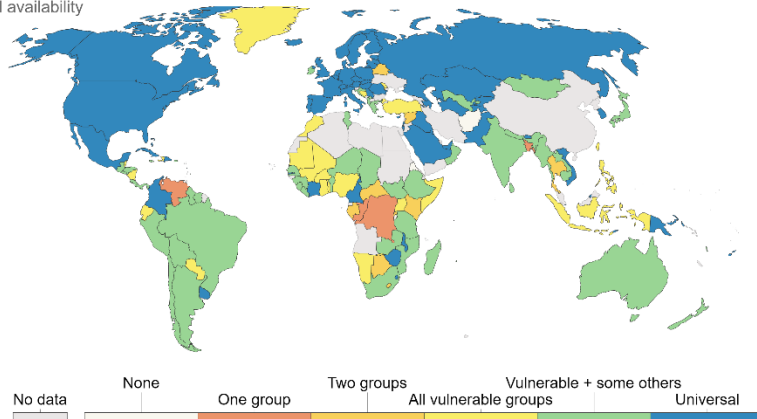 availability
None
Two groups
Vulnerable + some others
No data
One group
All vulnerable groups
Universal